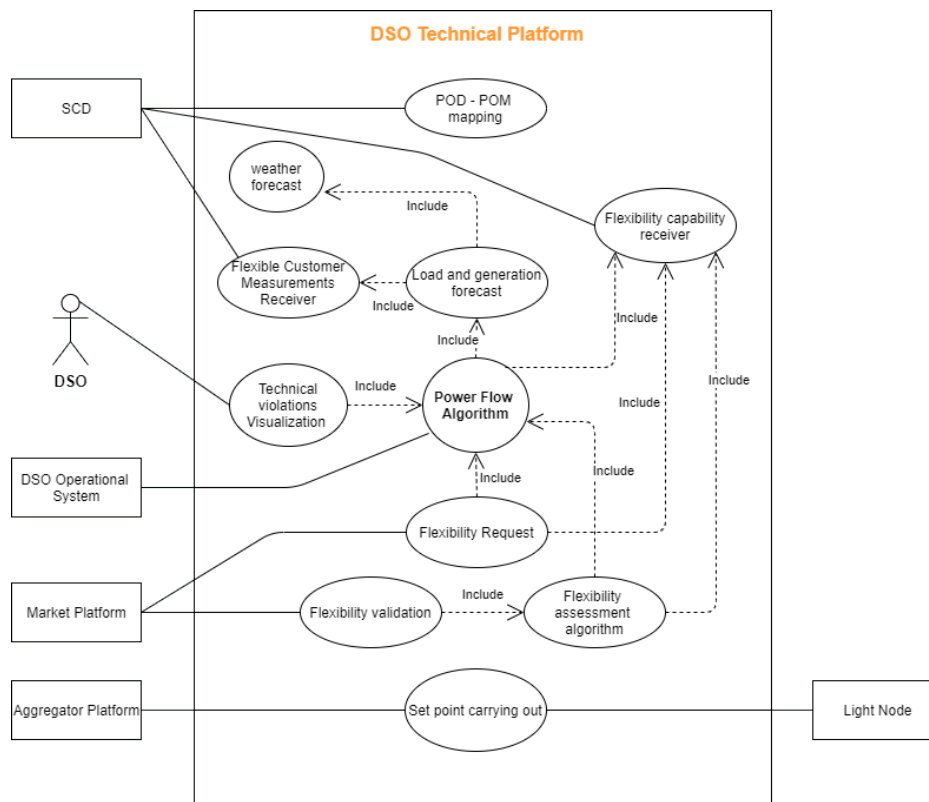 DSO Technical Platform
SCD
POD - POM
mapping
weather
forecast
Include
Flexibility capability
receiver
Flexible Customer
Measurements
Receiver
Include
Load and generation
forecast
Include
Include
DSO
Technical
violations
Visualization
Include
Power Flow
Algorithm
Include
Include
DSO Operational
System
Include
Include
Flexibility Request
Market Platform
Flexibility validation
Include
Flexibility
assessment
algorithm
Aggregator Platform
Set point carrying out
Light Node